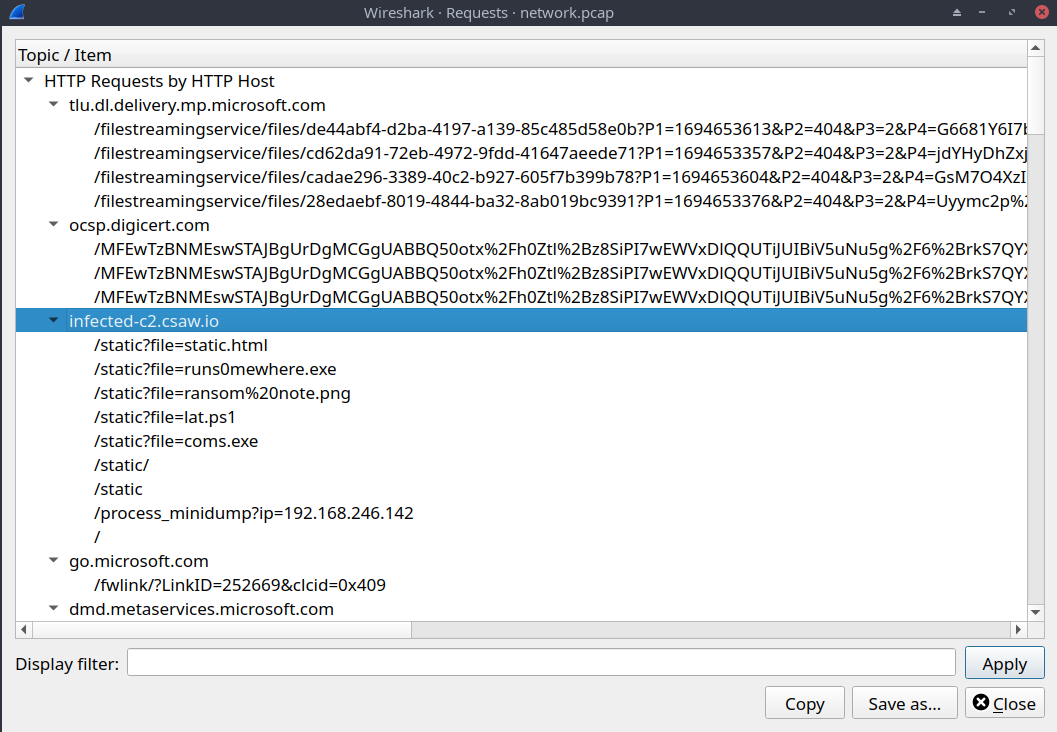 Wireshark · Requests · network.pcap
Topic / Item
HTTP Requests by HTTP Host
tlu.dl.delivery.mp.microsoft.com
/filestreamingservice/files/de44abf4-d2ba-4197-a139-85c485d58e0b?P1=1694653613&P2=404&P3=2&P4=G6681Y6I7b
/filestreamingservice/files/cd62da91-72eb-4972-9fdd-41647aeede71?P1=1694653357&P2=404&P3=2&P4=jdYHyDhZxj
/filestreamingservice/files/cadae296-3389-40c2-b927-605f7b399b78?P1=1694653604&P2=404&P3=2&P4=GsM7O4XzI
/filestreamingservice/files/28edaebf-8019-4844-ba32-8ab019bc9391?P1=1694653376&P2=404&P3=2&P4=Uyymc2p%2
ocsp.digicert.com
/MFEwTzBNMEswSTAJBgUrDgMCGgUABBQ50otx%2Fh0Ztl%2Bz8SiPI7wEWVxDlQQUTiJUIBiV5uNu5g%2F6%2BrkS7QYX
/MFEwTzBNMEswSTAJBgUrDgMCGgUABBQ50otx%2Fh0Ztl%2Bz8SiPI7wEWVxDlQQUTiJUIBiV5uNu5g%2F6%2BrkS7QYX
/MFEwTzBNMEswSTAJBgUrDgMCGgUABBQ50otx%2Fh0Ztl%2Bz8SiPI7wEWVxDlQQUTiJUIBiV5uNu5g%2F6%2BrkS7QYX
infected-c2.csaw.io
/static?file=static.html
/static?file=runs0mewhere.exe
/static?file=ransom%20note.png
/static?file=lat.ps1
/static?file=coms.exe
/static/
/static
/process_minidump?ip=192.168.246.142
/
go.microsoft.com
/fwlink/?LinkID=252669&clcid=0x409
dmd.metaservices.microsoft.com
Display filter:
Apply
Copy
Save as...
Close